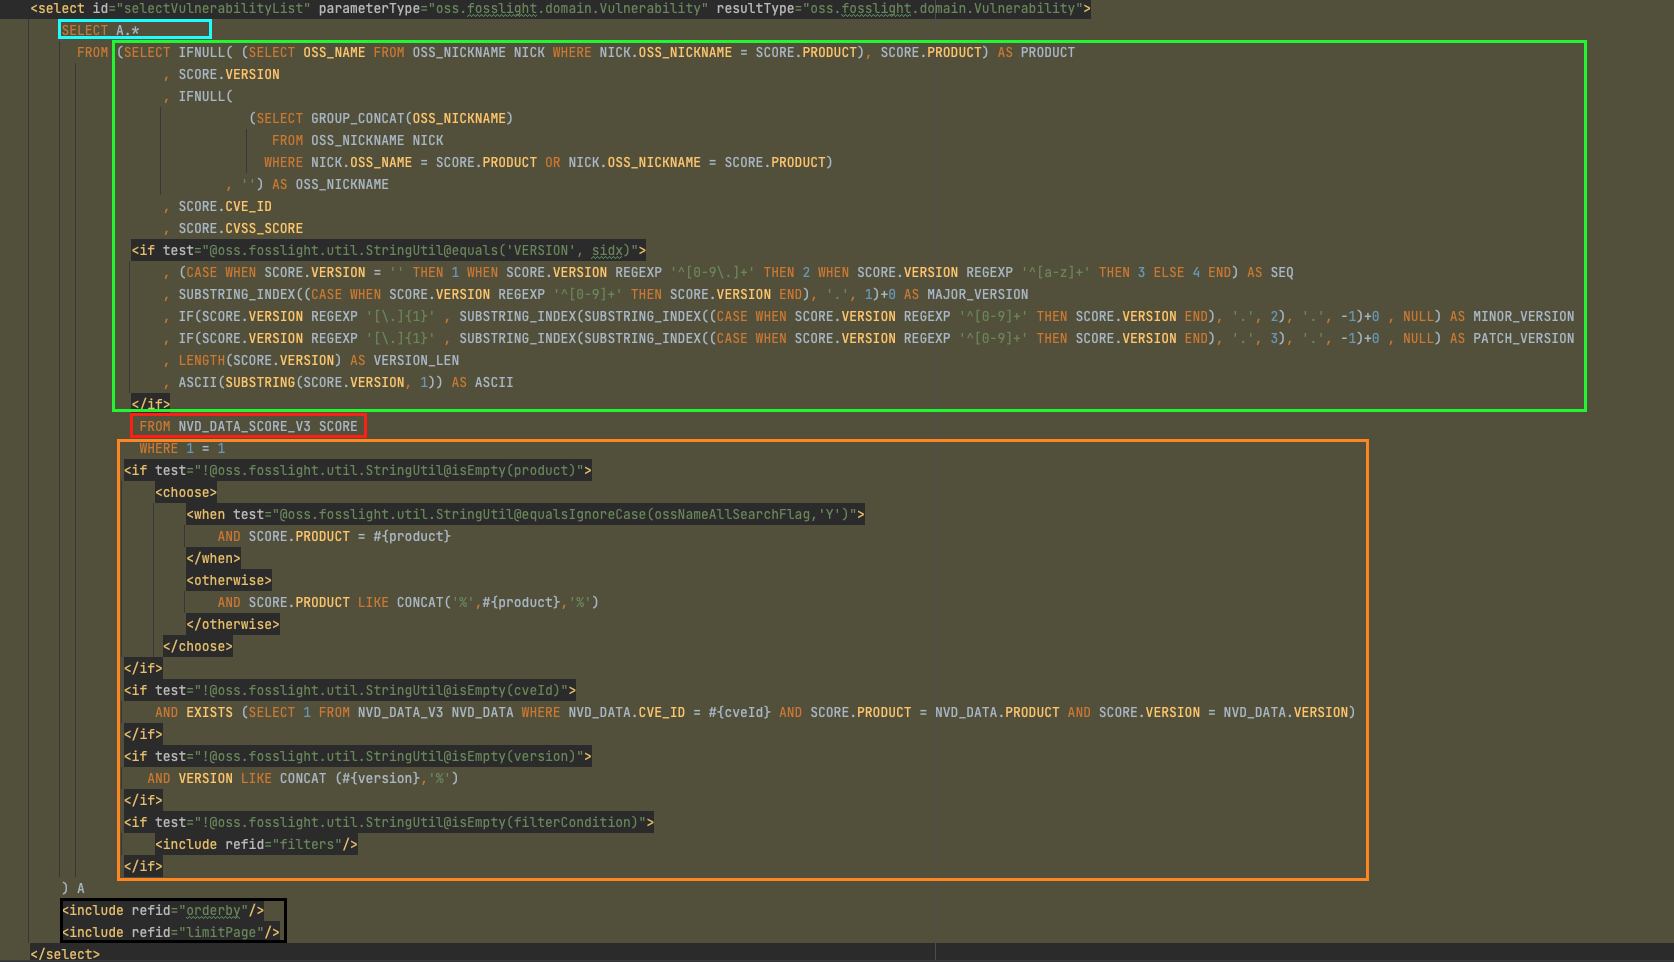 <select id="selectVulnerabilityList" parameterType="oss.fosslight.domain.Vulnerability" resultType="oss.fosslight.domain.Vulnerability">
SELECT A.*
FROM (SELECT IFNULL( (SELECT OSS_NAME FROM OSS_NICKNAME NICK WHERE NICK.OSS_NICKNAME = SCORE.PRODUCT), SCORE.PRODUCT) AS PRODUCT
, SCORE.VERSION
, IFNULL(
(SELECT GROUP_CONCAT(OSS_NICKNAME)
FROM OSS_NICKNAME NICK
WHERE NICK.OSS_NAME = SCORE.PRODUCT OR NICK.OSS_NICKNAME = SCORE.PRODUCT)
, '') AS OSS_NICKNAME
, SCORE.CVE_ID
, SCORE.CVSS_SCORE
<if test="@oss.fosslight.util.StringUtil@equals('VERSION', sidx)">
, (CASE WHEN SCORE.VERSION = '' THEN 1 WHEN SCORE.VERSION REGEXP '^[0-9\.]+' THEN 2 WHEN SCORE.VERSION REGEXP '^[a-z]+' THEN 3 ELSE 4 END) AS SEQ
, SUBSTRING_INDEX((CASE WHEN SCORE.VERSION REGEXP '^[0-9]+' THEN SCORE.VERSION END), '.', 1)+0 AS MAJOR_VERSION
, IF(SCORE.VERSION REGEXP '[\.]{1}' , SUBSTRING_INDEX(SUBSTRING_INDEX((CASE WHEN SCORE.VERSION REGEXP '^[0-9]+' THEN SCORE.VERSION END), '.', 2), '.', -1)+0 , NULL) AS MINOR_VERSION
, IF(SCORE.VERSION REGEXP '[\.]{1}' , SUBSTRING_INDEX(SUBSTRING_INDEX((CASE WHEN SCORE.VERSION REGEXP '^[0-9]+' THEN SCORE.VERSION END), '.', 3), '.', -1)+0 , NULL) AS PATCH_VERSION
, LENGTH(SCORE.VERSION) AS VERSION_LEN
, ASCII(SUBSTRING(SCORE.VERSION, 1)) AS ASCII
</if>
FROM NVD_DATA_SCORE_V3 SCORE
WHERE 1 = 1
<if test="!@oss.fosslight.util.StringUtil@isEmpty(product)">
<choose>
<when test="@oss.fosslight.util.StringUtil@equalsIgnoreCase(ossNameAllSearchFlag,'Y')">
AND SCORE.PRODUCT = #{product}
</when>
<otherwise>
AND SCORE.PRODUCT LIKE CONCAT('%',#{product},'%')
</otherwise>
</choose>
</if>
<if test="!@oss.fosslight.util.StringUtil@isEmpty(cveId)">
AND EXISTS (SELECT 1 FROM NVD_DATA_V3 NVD_DATA WHERE NVD_DATA.CVE_ID = #{cveId} AND SCORE.PRODUCT = NVD_DATA.PRODUCT AND SCORE.VERSION = NVD_DATA.VERSION)
</if>
<if test="!@oss.fosslight.util.StringUtil@isEmpty(version)">
AND VERSION LIKE CONCAT (#{version},'%')
</if>
<if test="!@oss.fosslight.util.StringUtil@isEmpty(filterCondition)">
<include refid="filters"/>
</if>
) A
<include refid="orderby"/>
<include refid="limitPage"/>
</select>